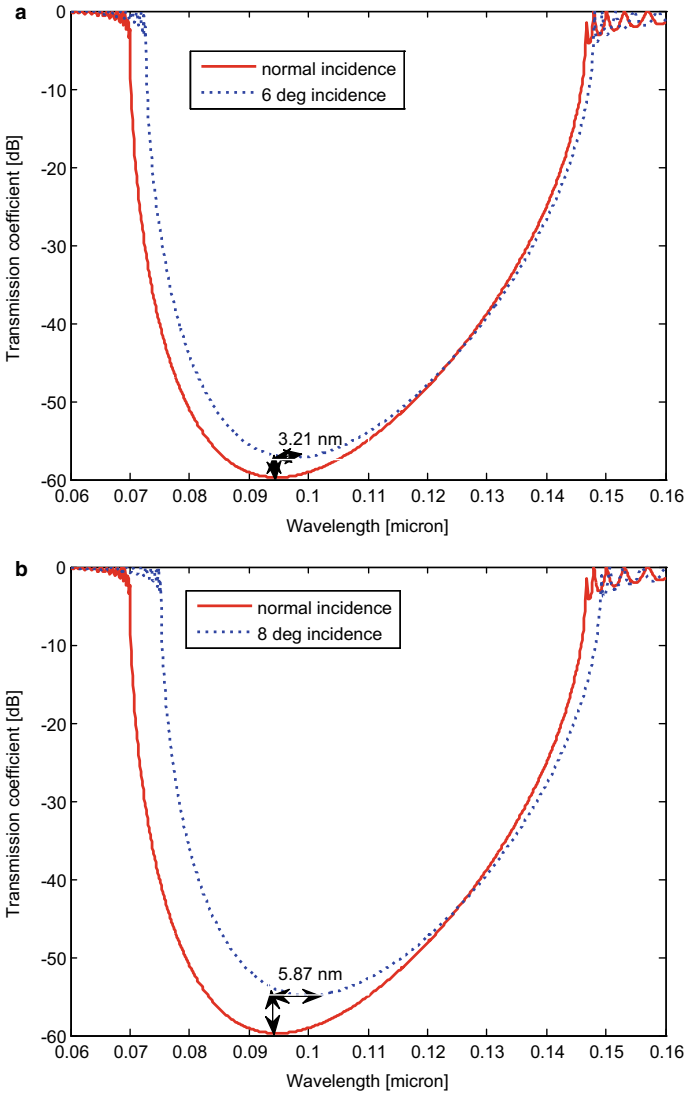 a
0
-10
-20
-30
-40
-50
-60
Transmission coefficient [dB]
normal incidence
6 deg incidence
3.21 nm
0.06 0.07 0.08 0.09 0.1 0.11 0.12 0.13 0.14 0.15 0.16
Wavelength [micron]
b
0
-10
-20
-30
-40
-50
-60
Transmission coefficient [dB]
normal incidence
8 deg incidence
5.87 nm
0.06 0.07 0.08 0.09 0.1 0.11 0.12 0.13 0.14 0.15 0.16
Wavelength [micron]